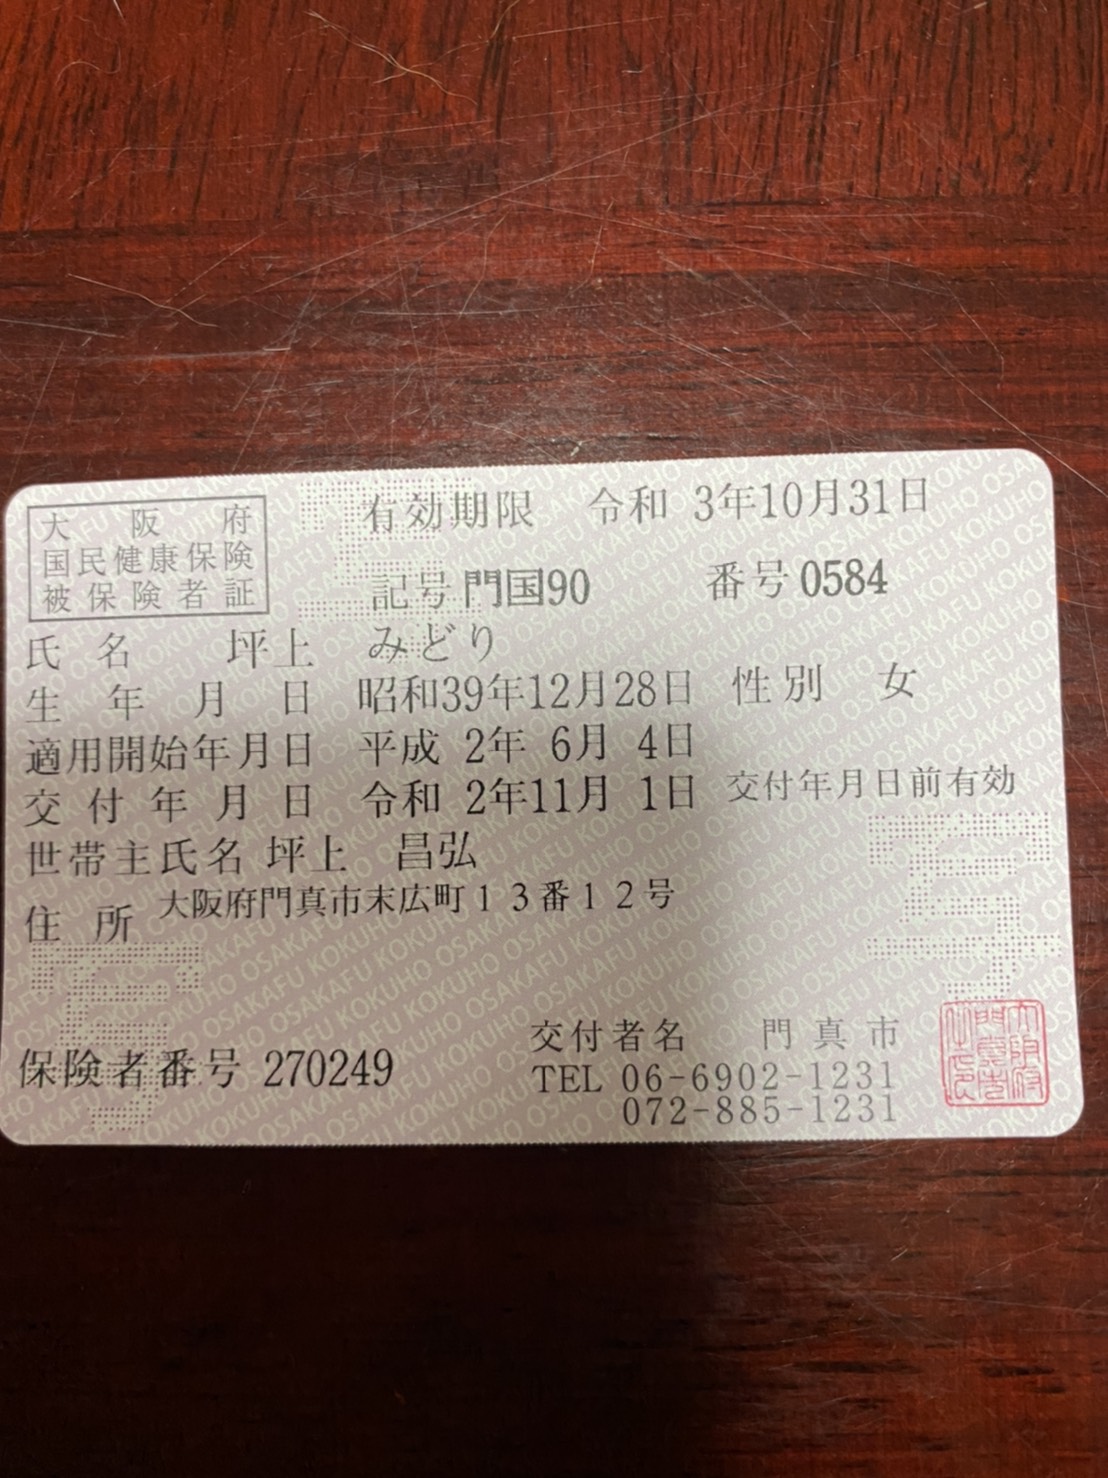 大阪府
国民健康保険
被保険者証
有効期限 令和 3年10月31日
記号 門国90 番号 0584
氏名 坪上 みどり
生年月日 昭和39年12月28日 性別 女
適用開始年月日 平成 2年 6月 4日
交付年月日 令和 2年11月 1日 交付年月日前有効
世帯主氏名 坪上 昌弘
住所 大阪府門真市末広町13番12号
保険者番号 270249
交付者名 門真市
TEL 06-6902-1231
072-885-1231